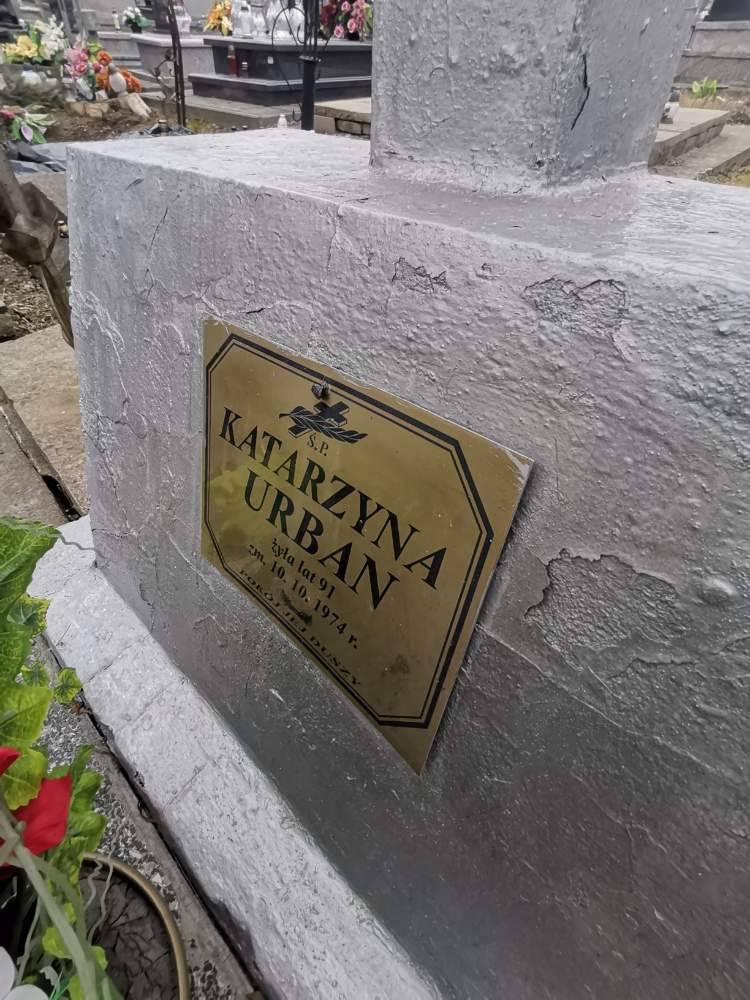 Ś.P.
KATARZYNA
URBAN
żyła lat 91
zm. 10. 10. 1974 r.
POKÓJ JEJ DUSZY